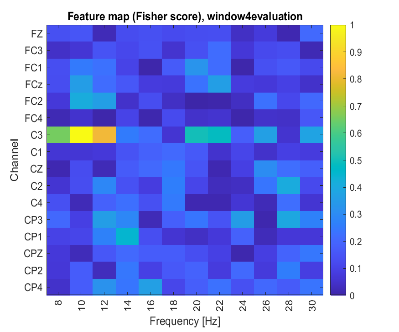 Feature map (Fisher score), window4evaluation
Channel
FZ
FC3
FC1
FCz
FC2
FC4
C3
C1
CZ
C2
C4
CP3
CP1
CPZ
CP2
CP4
8 10 12 14 16 18 20 22 24 26 28 30
Frequency [Hz]
1
0.9
0.8
0.7
0.6
0.5
0.4
0.3
0.2
0.1
0